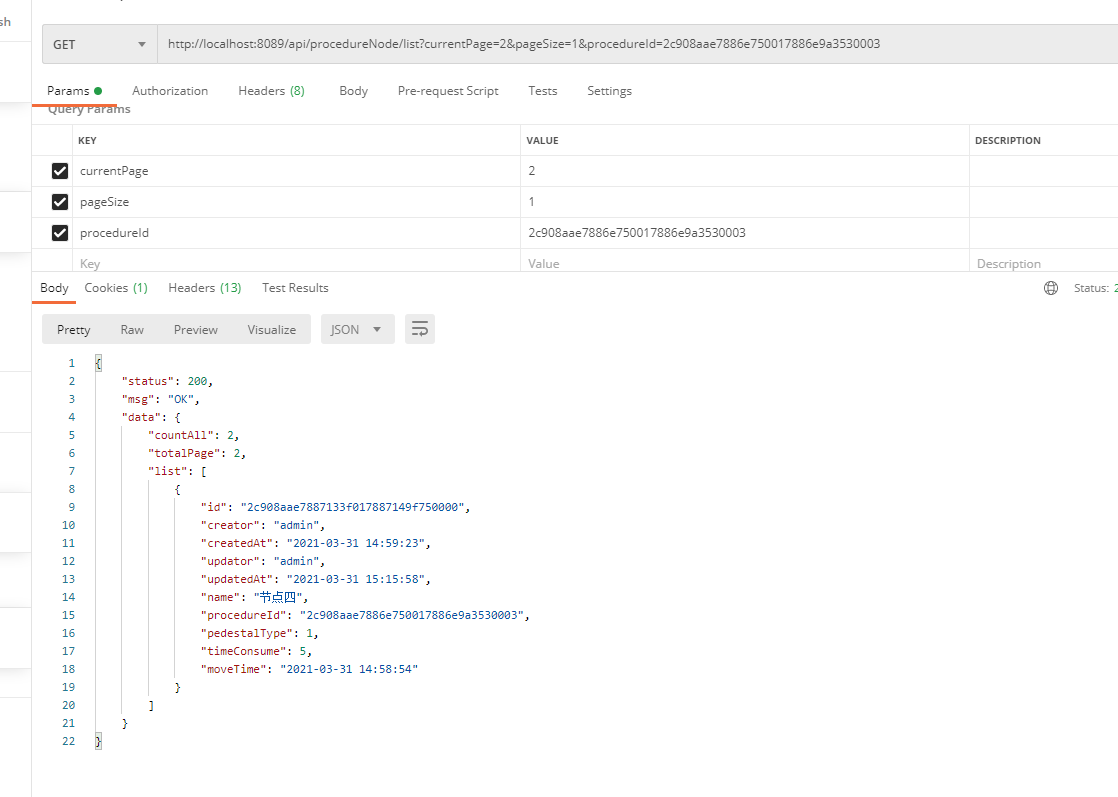 sh
GET http://localhost:8089/api/procedureNode/list?currentPage=2&pageSize=1&procedureId=2c908aae7886e750017886e9a3530003
Params Authorization Headers (8) Body Pre-request Script Tests Settings
Query Params
KEY VALUE DESCRIPTION
currentPage 2
pageSize 1
procedureId 2c908aae7886e750017886e9a3530003
Key Value Description
Body Cookies (1) Headers (13) Test Results Status: 2
Pretty Raw Preview Visualize JSON
1 {
2 "status": 200,
3 "msg": "OK",
4 "data": {
5 "countAll": 2,
6 "totalPage": 2,
7 "list": [
8 {
9 "id": "2c908aae7887133f017887149f750000",
10 "creator": "admin",
11 "createdAt": "2021-03-31 14:59:23",
12 "updator": "admin",
13 "updatedAt": "2021-03-31 15:15:58",
14 "name": "节点四",
15 "procedureId": "2c908aae7886e750017886e9a3530003",
16 "pedestalType": 1,
17 "timeConsume": 5,
18 "moveTime": "2021-03-31 14:58:54"
19 }
20 ]
21 }
22 }